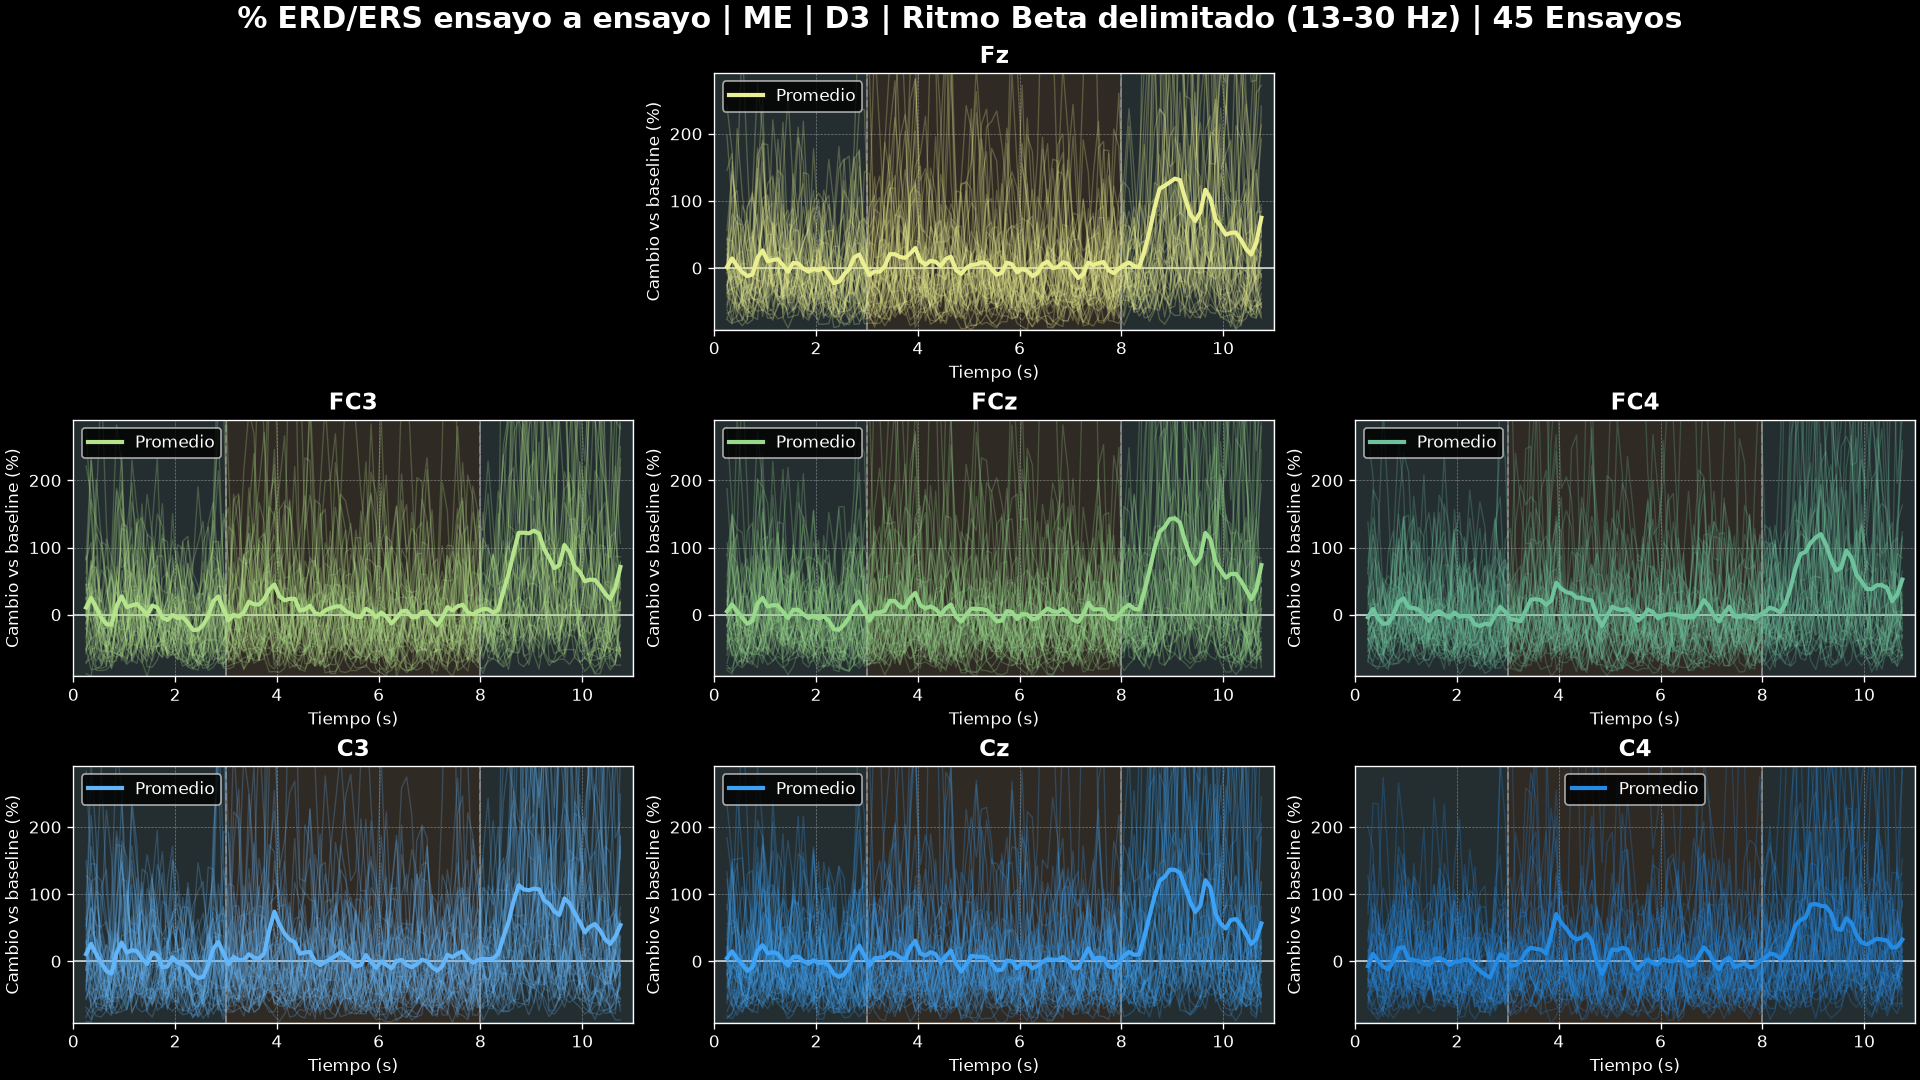 % ERD/ERS ensayo a ensayo | ME | D3 | Ritmo Beta delimitado (13-30 Hz) | 45 Ensayos
Fz
Promedio
Cambio vs baseline (%)
200
100
0
0 2 4 6 8 10
Tiempo (s)
FC3
Promedio
Cambio vs baseline (%)
200
100
0
0 2 4 6 8 10
Tiempo (s)
FCz
Promedio
Cambio vs baseline (%)
200
100
0
0 2 4 6 8 10
Tiempo (s)
FC4
Promedio
Cambio vs baseline (%)
200
100
0
0 2 4 6 8 10
Tiempo (s)
C3
Promedio
Cambio vs baseline (%)
200
100
0
0 2 4 6 8 10
Tiempo (s)
Cz
Promedio
Cambio vs baseline (%)
200
100
0
0 2 4 6 8 10
Tiempo (s)
C4
Promedio
Cambio vs baseline (%)
200
100
0
0 2 4 6 8 10
Tiempo (s)